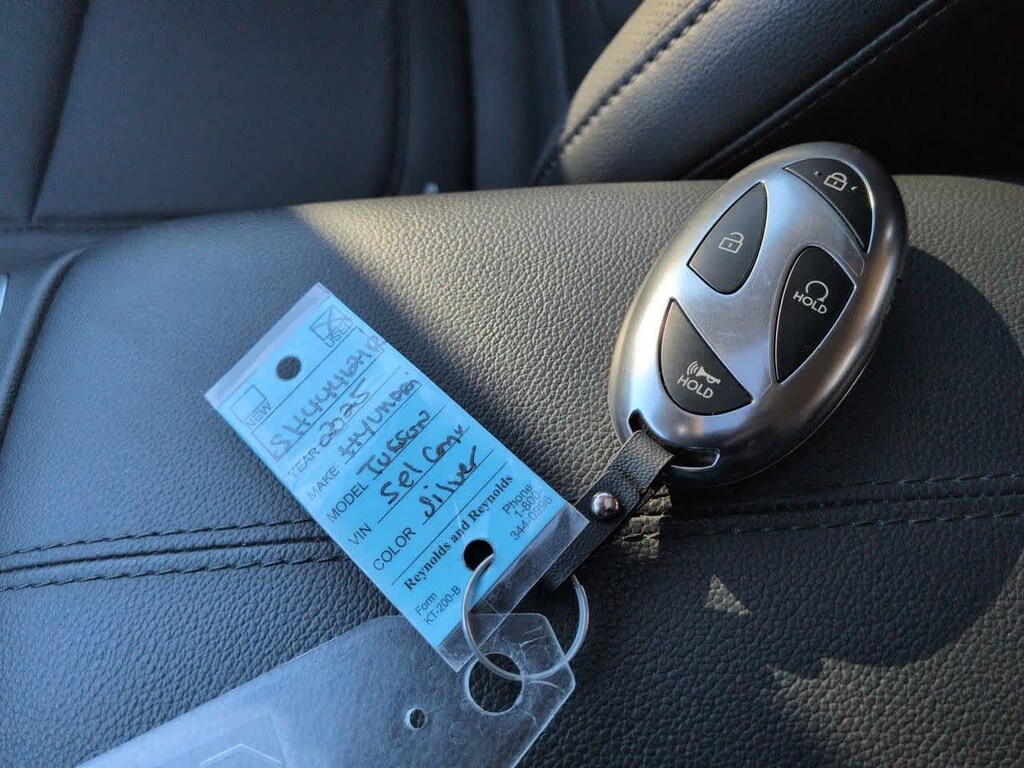 USED
NEW
YEAR 2025
MAKE Hyundai
MODEL Tucson
VIN Sel Conv
COLOR Silver
Reynolds and Reynolds
Form
KT-200-B
Phone
1-800-
344-0996
HOLD
HOLD